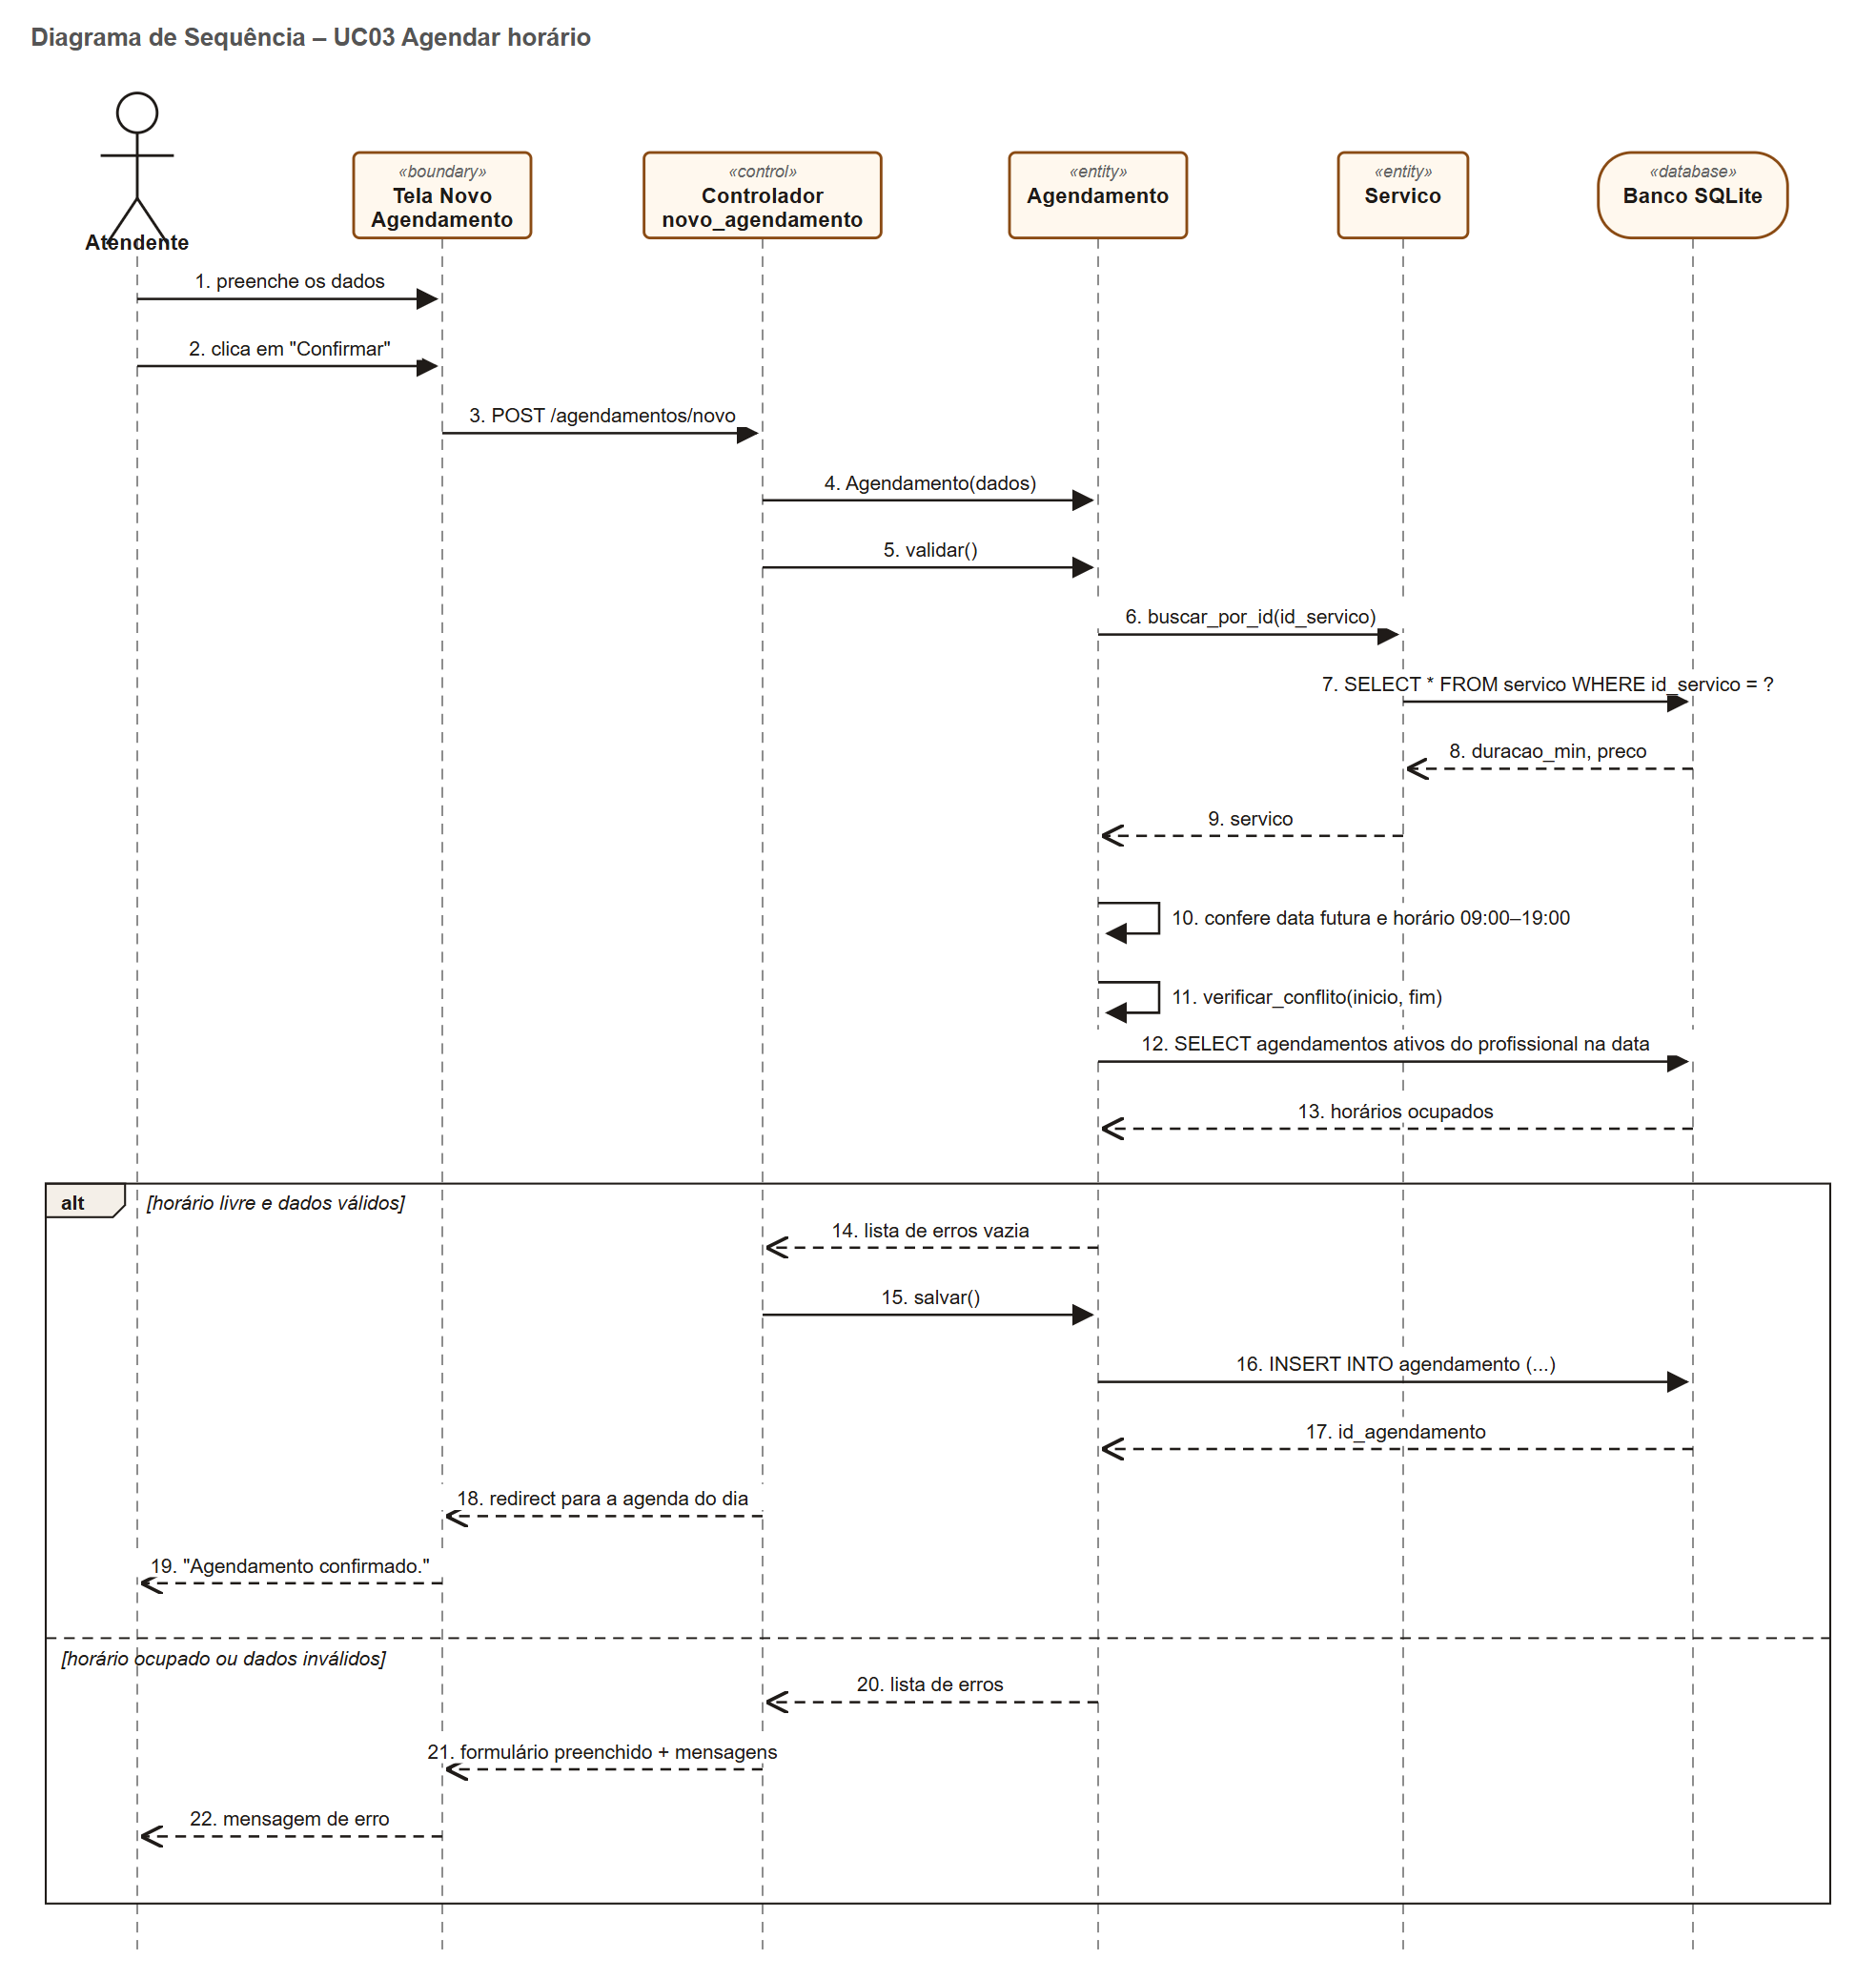 Diagrama de Sequência – UC03 Agendar horário
Atendente
«boundary»
Tela Novo
Agendamento
«control»
Controlador
novo_agendamento
«entity»
Agendamento
«entity»
Servico
«database»
Banco SQLite
1. preenche os dados
2. clica em "Confirmar"
3. POST /agendamentos/novo
4. Agendamento(dados)
5. validar()
6. buscar_por_id(id_servico)
7. SELECT * FROM servico WHERE id_servico = ?
8. duracao_min, preco
9. servico
10. confere data futura e horário 09:00–19:00
11. verificar_conflito(inicio, fim)
12. SELECT agendamentos ativos do profissional na data
13. horários ocupados
alt
[horário livre e dados válidos]
14. lista de erros vazia
15. salvar()
16. INSERT INTO agendamento (...)
17. id_agendamento
18. redirect para a agenda do dia
19. "Agendamento confirmado."
[horário ocupado ou dados inválidos]
20. lista de erros
21. formulário preenchido + mensagens
22. mensagem de erro